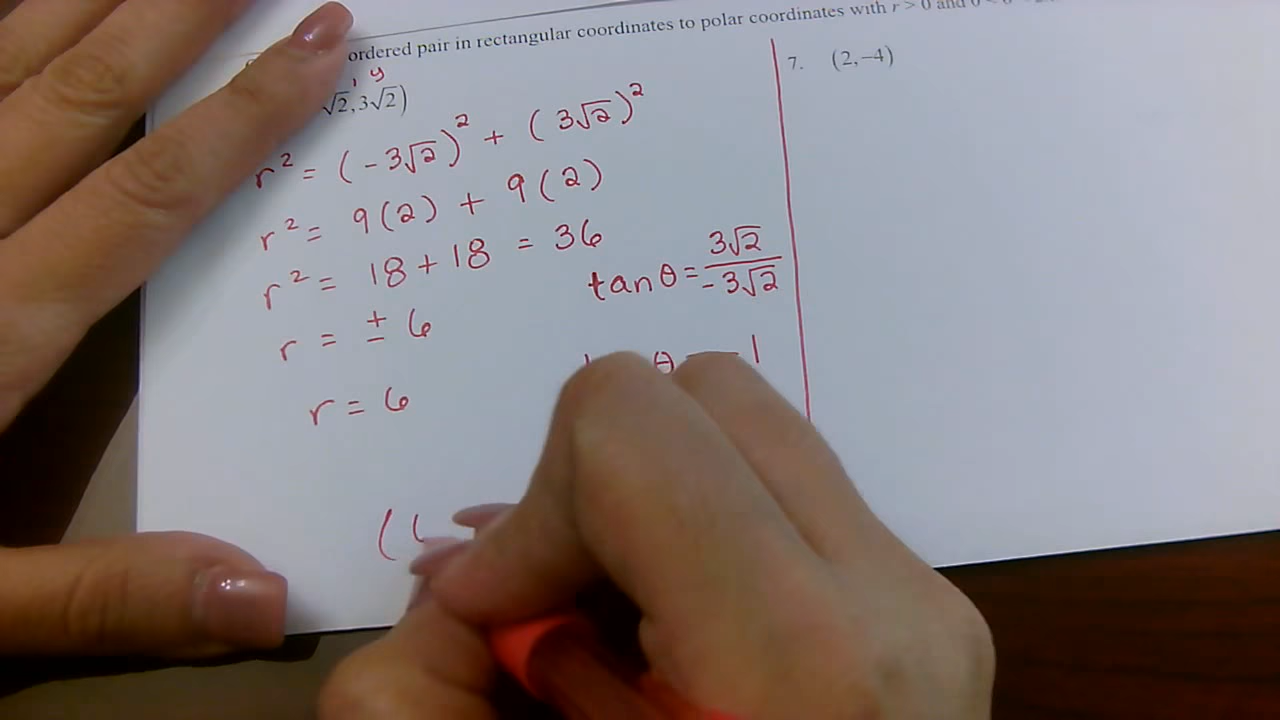 ordered pair in rectangular coordinates to polar coordinates with r > 0 and
y
√2, 3√2)
7. (2, −4)
r² = (-3√2)² + (3√2)²
r² = 9(2) + 9(2)
r² = 18 + 18 = 36
tan θ = 3√2 / -3√2
r = ± 6
θ = -1
r = 6
(